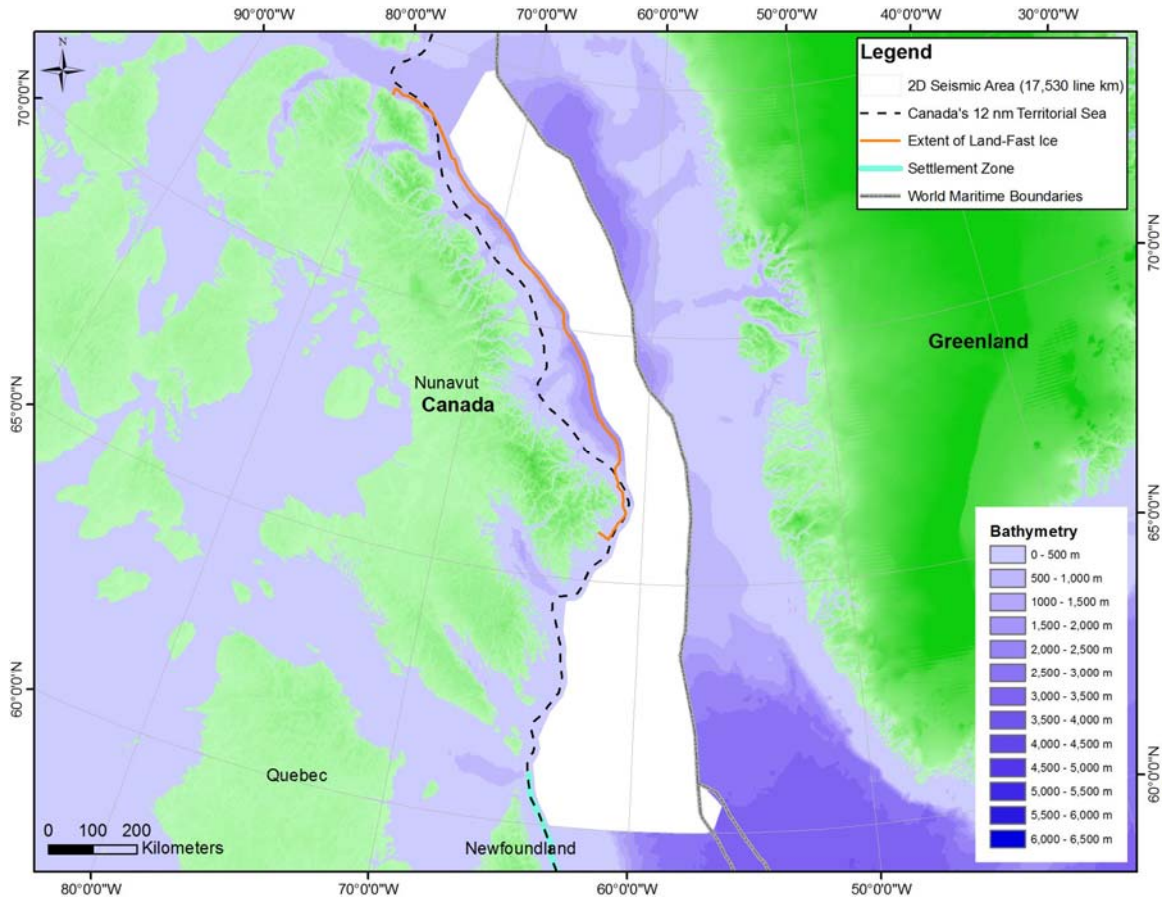 90°0'0"W 80°0'0"W 70°0'0"W 60°0'0"W 50°0'0"W 40°0'0"W 30°0'0"W
N
Legend
2D Seismic Area (17,530 line km)
Canada's 12 nm Territorial Sea
Extent of Land-Fast Ice
Settlement Zone
World Maritime Boundaries
70°0'0"N
70°0'0"N
Greenland
Nunavut
Canada
65°0'0"N
65°0'0"N
Bathymetry
0 - 500 m
500 - 1,000 m
1000 - 1,500 m
1,500 - 2,000 m
2,000 - 2,500 m
2,500 - 3,000 m
3,000 - 3,500 m
3,500 - 4,000 m
4,000 - 4,500 m
4,500 - 5,000 m
5,000 - 5,500 m
5,500 - 6,000 m
6,000 - 6,500 m
60°0'0"N
60°0'0"N
Quebec
0 100 200
Kilometers
Newfoundland
80°0'0"W 70°0'0"W 60°0'0"W 50°0'0"W